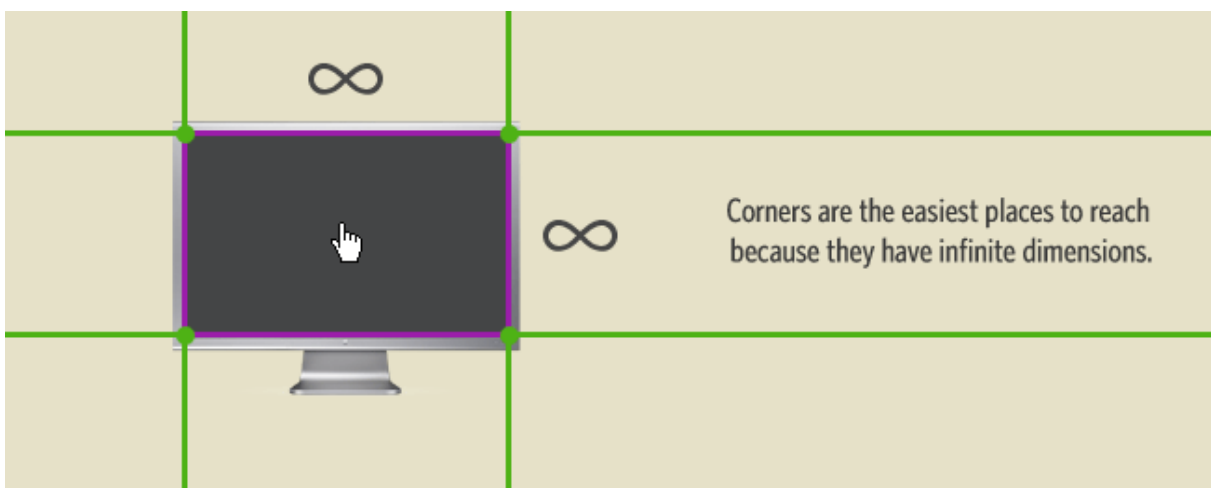 ∞
∞
Corners are the easiest places to reach
because they have infinite dimensions.